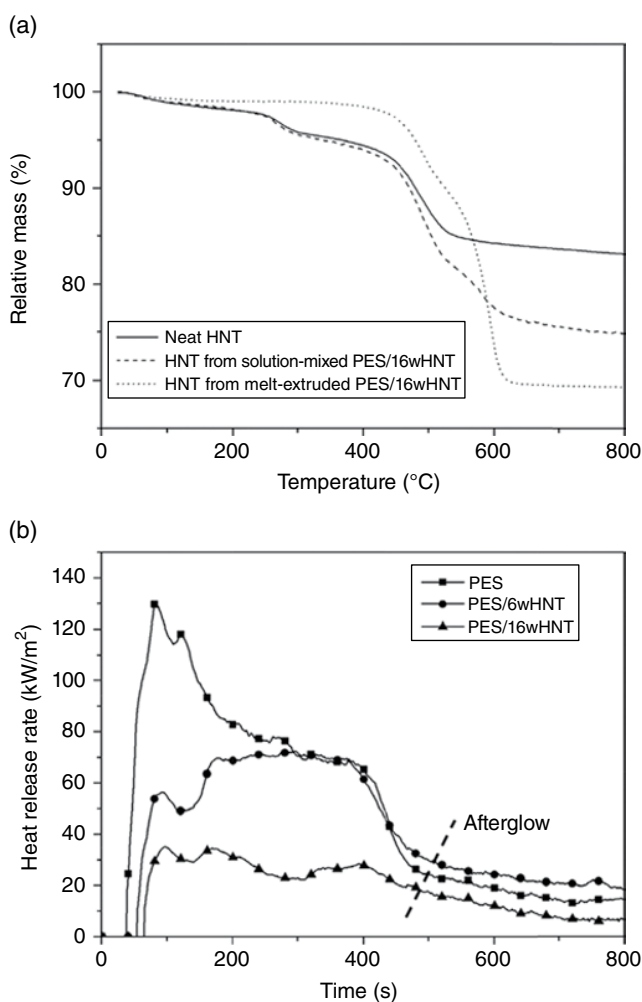 (a)
100
90
80
70
Relative mass (%)
Neat HNT
HNT from solution-mixed PES/16wHNT
HNT from melt-extruded PES/16wHNT
0
200
400
600
800
Temperature (°C)
(b)
140
120
100
80
60
40
20
0
Heat release rate (kW/m²)
PES
PES/6wHNT
PES/16wHNT
Afterglow
0
200
400
600
800
Time (s)